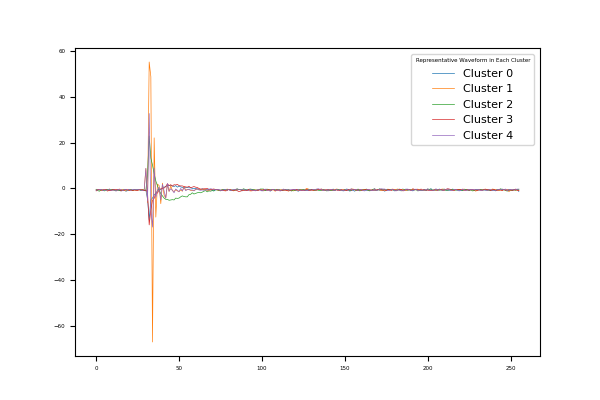 Representative Waveform in Each Cluster
Cluster 0
Cluster 1
Cluster 2
Cluster 3
Cluster 4
60
40
20
0
−20
−40
−60
0 50 100 150 200 250